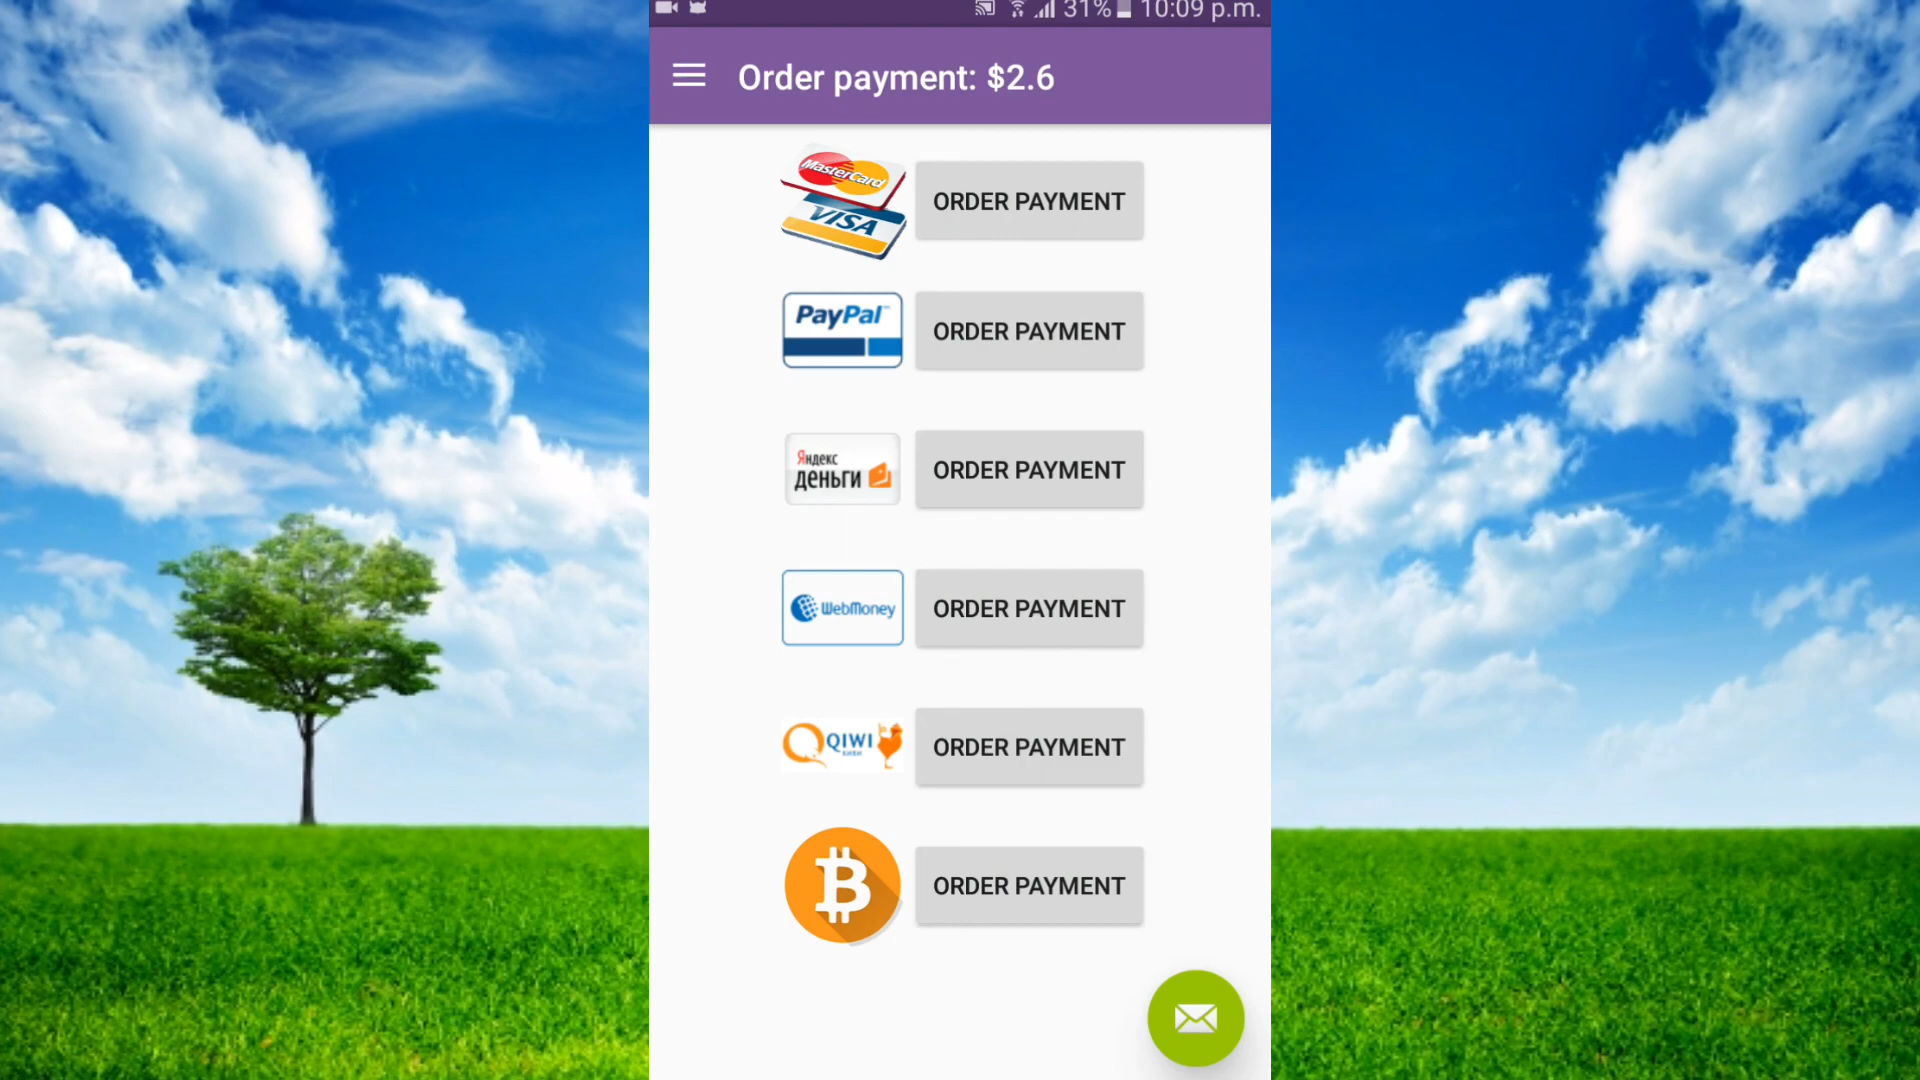 31% 10:09 p.m.
Order payment: $2.6
MasterCard
VISA
ORDER PAYMENT
PayPal
ORDER PAYMENT
Яндекс
деньги
ORDER PAYMENT
WebMoney
ORDER PAYMENT
QIWI
ORDER PAYMENT
ORDER PAYMENT